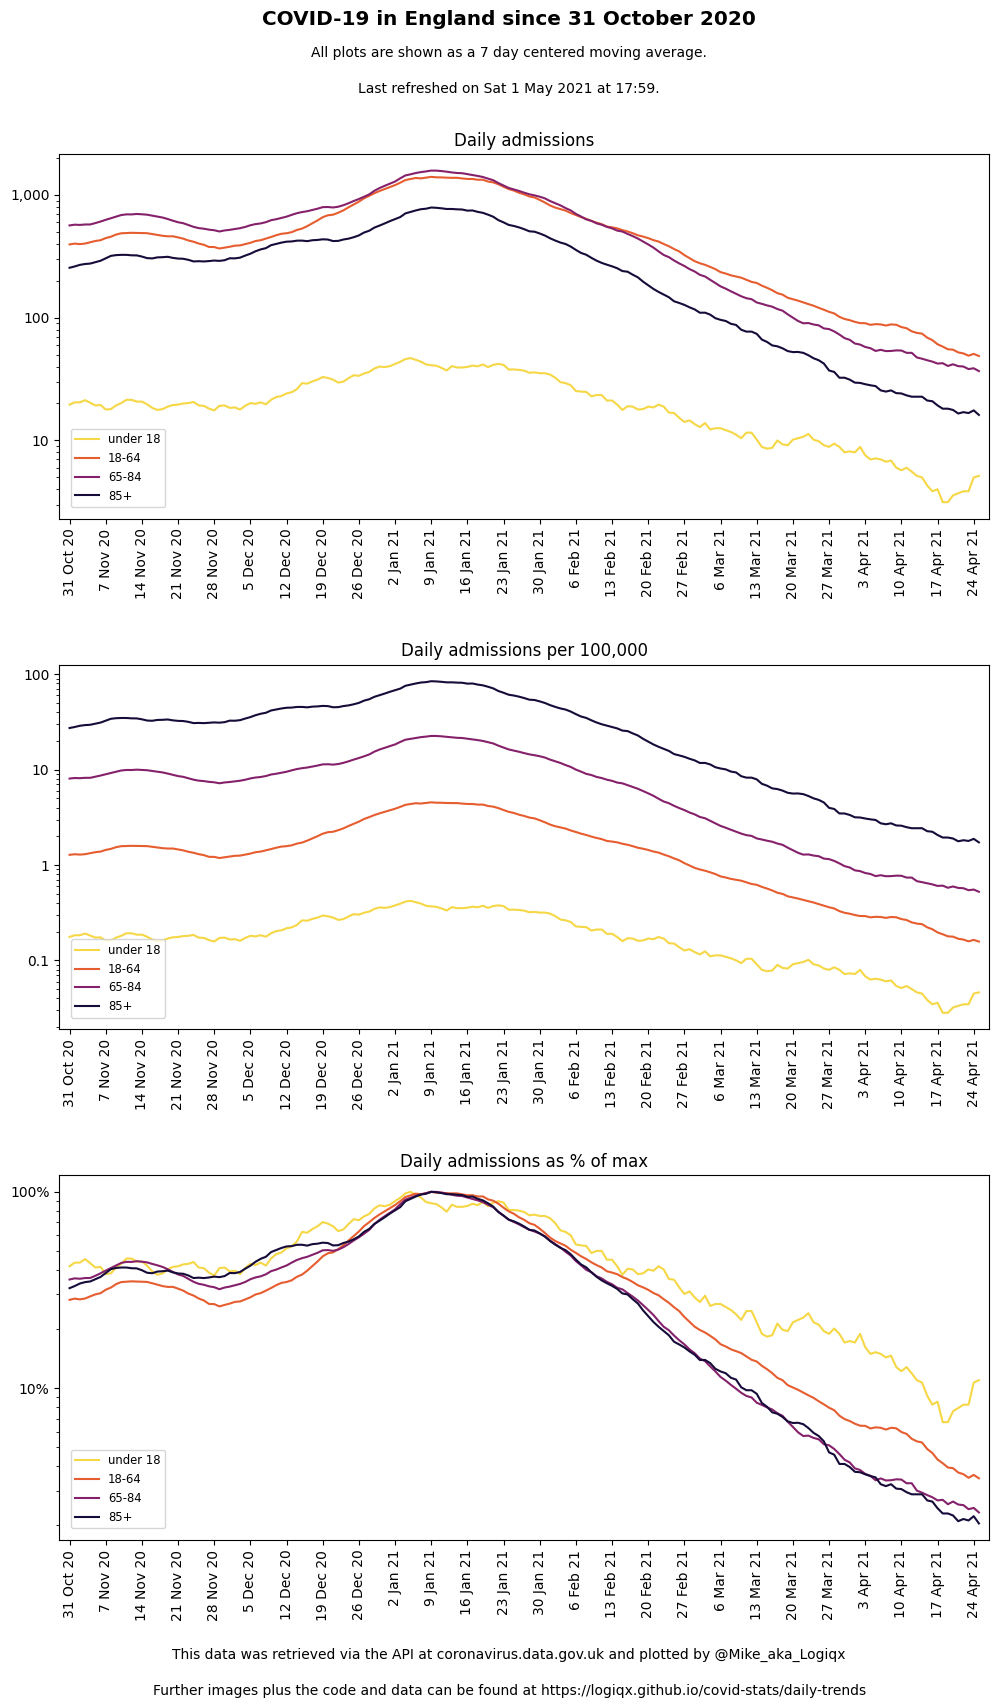 COVID-19 in England since 31 October 2020
All plots are shown as a 7 day centered moving average.
Last refreshed on Sat 1 May 2021 at 17:59.
Daily admissions
1,000
100
10
under 18
18-64
65-84
85+
31 Oct 20
7 Nov 20
14 Nov 20
21 Nov 20
28 Nov 20
5 Dec 20
12 Dec 20
19 Dec 20
26 Dec 20
2 Jan 21
9 Jan 21
16 Jan 21
23 Jan 21
30 Jan 21
6 Feb 21
13 Feb 21
20 Feb 21
27 Feb 21
6 Mar 21
13 Mar 21
20 Mar 21
27 Mar 21
3 Apr 21
10 Apr 21
17 Apr 21
24 Apr 21
Daily admissions per 100,000
100
10
1
0.1
under 18
18-64
65-84
85+
31 Oct 20
7 Nov 20
14 Nov 20
21 Nov 20
28 Nov 20
5 Dec 20
12 Dec 20
19 Dec 20
26 Dec 20
2 Jan 21
9 Jan 21
16 Jan 21
23 Jan 21
30 Jan 21
6 Feb 21
13 Feb 21
20 Feb 21
27 Feb 21
6 Mar 21
13 Mar 21
20 Mar 21
27 Mar 21
3 Apr 21
10 Apr 21
17 Apr 21
24 Apr 21
Daily admissions as % of max
100%
10%
under 18
18-64
65-84
85+
31 Oct 20
7 Nov 20
14 Nov 20
21 Nov 20
28 Nov 20
5 Dec 20
12 Dec 20
19 Dec 20
26 Dec 20
2 Jan 21
9 Jan 21
16 Jan 21
23 Jan 21
30 Jan 21
6 Feb 21
13 Feb 21
20 Feb 21
27 Feb 21
6 Mar 21
13 Mar 21
20 Mar 21
27 Mar 21
3 Apr 21
10 Apr 21
17 Apr 21
24 Apr 21
This data was retrieved via the API at coronavirus.data.gov.uk and plotted by @Mike_aka_Logiqx
Further images plus the code and data can be found at https://logiqx.github.io/covid-stats/daily-trends